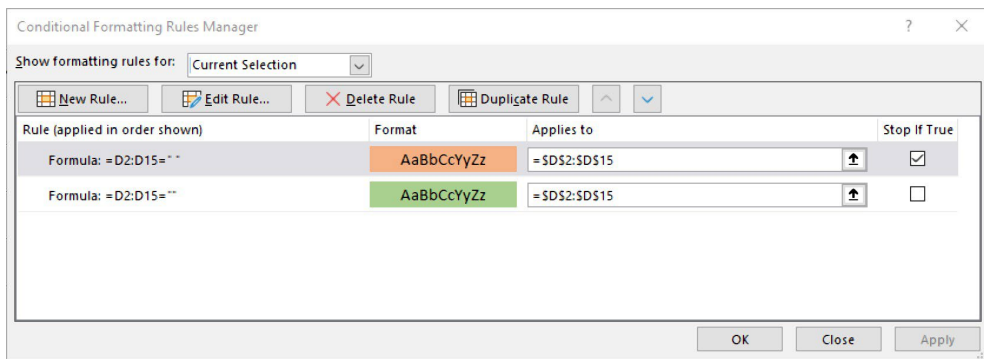 Conditional Formatting Rules Manager ? ×
Show formatting rules for: Current Selection
New Rule... Edit Rule... Delete Rule Duplicate Rule
Rule (applied in order shown) Format Applies to Stop If True
Formula: =D2:D15=" " AaBbCcYyZz =$D$2:$D$15
Formula: =D2:D15="" AaBbCcYyZz =$D$2:$D$15
OK Close Apply